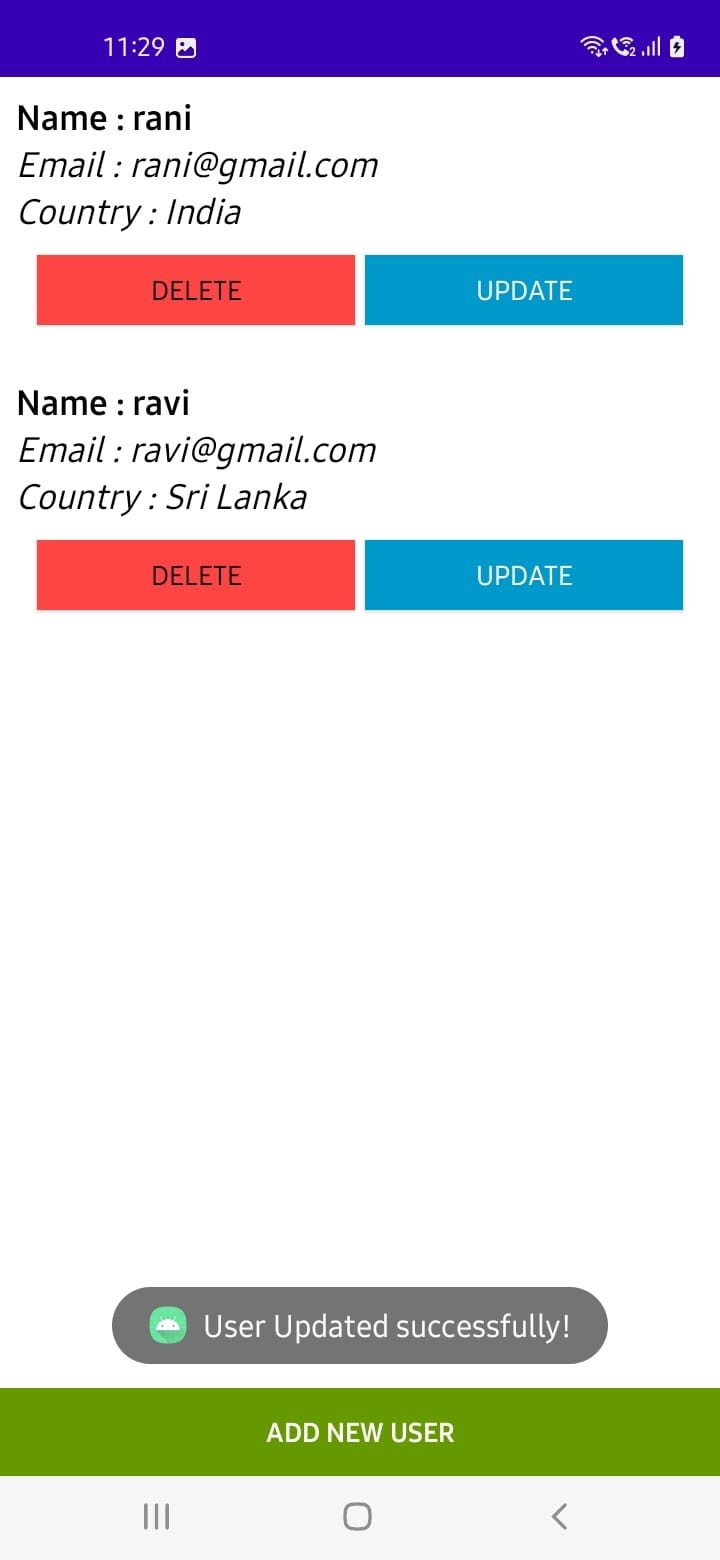 11:29
Name : rani
Email : rani@gmail.com
Country : India
DELETE UPDATE
Name : ravi
Email : ravi@gmail.com
Country : Sri Lanka
DELETE UPDATE
User Updated successfully!
ADD NEW USER